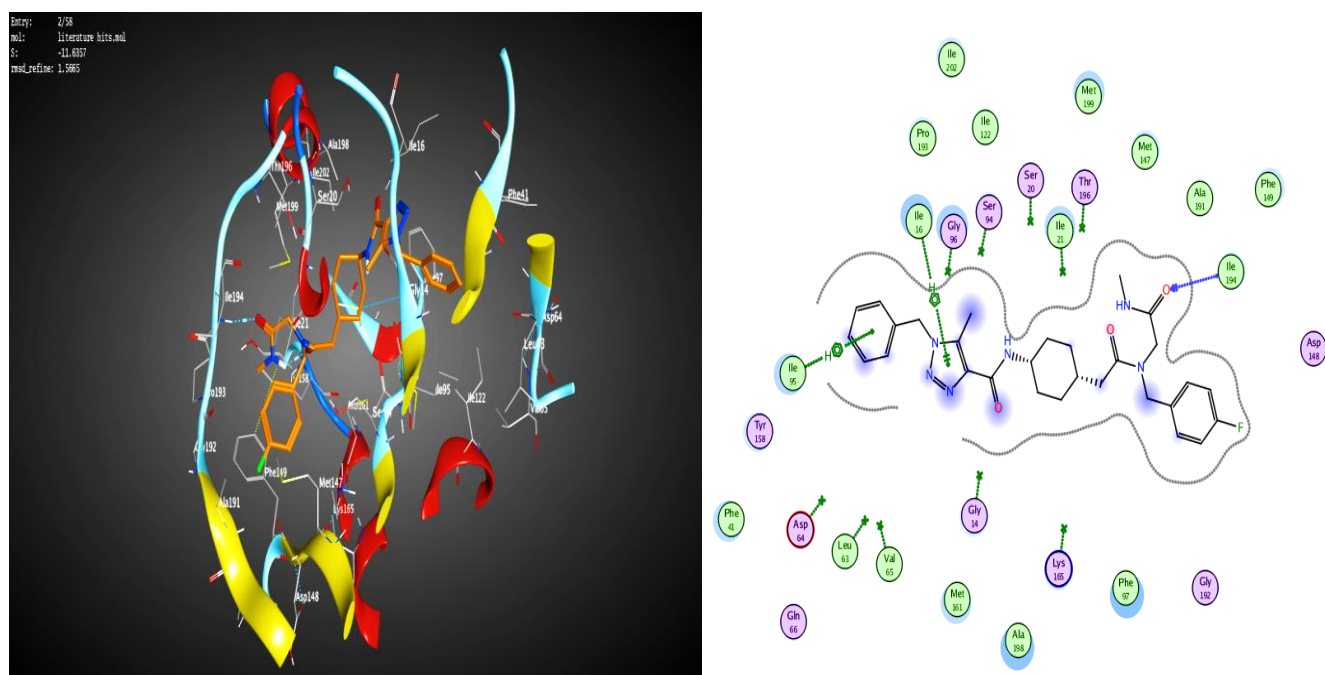 Entry: 2/58
mol: literature hits.mol
S: -11.6357
rmsd_refine: 1.5665
Ile16
Ala198
Thr196
Ile202
Ser20
Met199
Phe41
Ile194
Asp64
Pro193
Ile95
Ile122
Phe149
Met147
Ala191
Lys165
Asp148
Ile
202
Met
199
Pro
193
Ile
122
Met
147
Ser
20
Thr
196
Ala
191
Phe
149
Ile
16
Gly
96
Ser
94
Ile
21
Ile
194
H
O
HN
Asp
148
Ile
95
H
N
N
N
H
N
O
O
N
F
Tyr
158
Phe
41
Asp
64
Leu
63
Val
65
Gly
14
Lys
165
Gln
66
Met
161
Ala
198
Phe
97
Gly
192